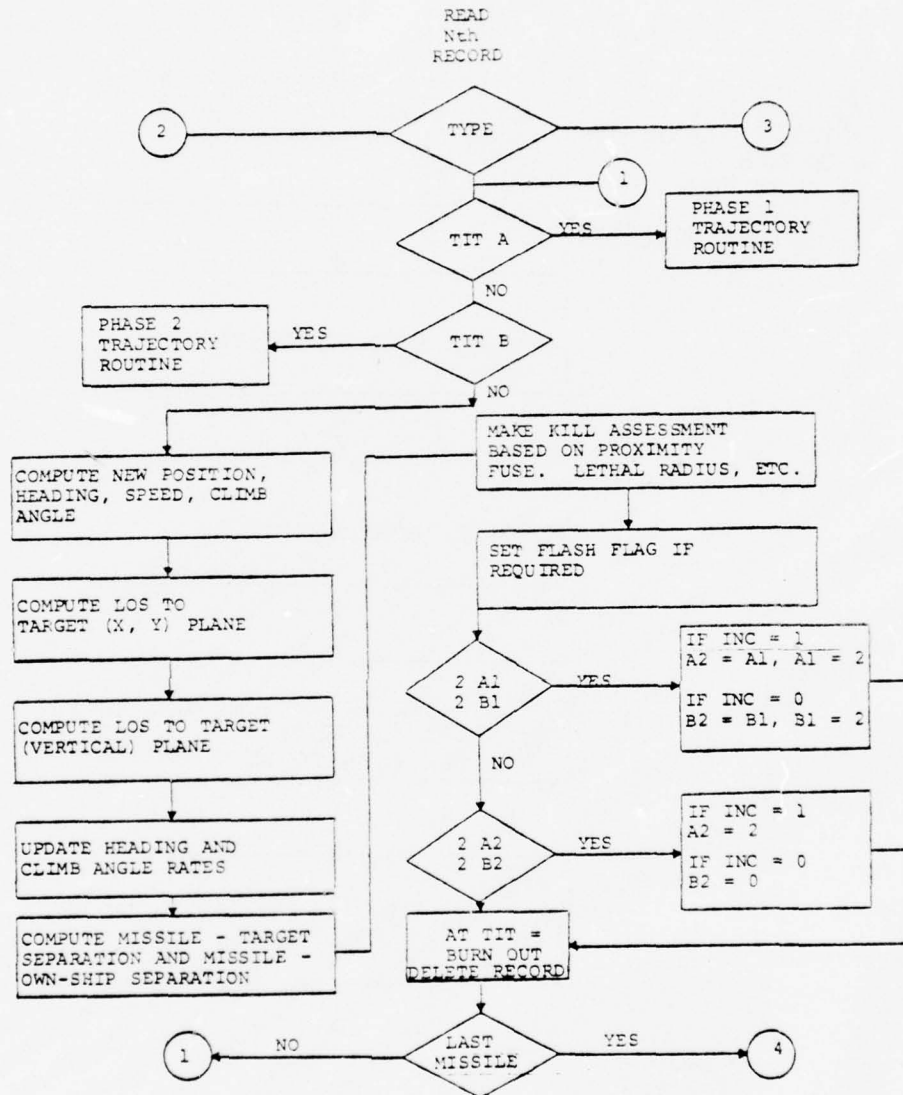 READ
Nth
RECORD
2
TYPE
3
1
TIT A
YES
PHASE 1
TRAJECTORY
ROUTINE
NO
PHASE 2
TRAJECTORY
ROUTINE
YES
TIT B
NO
COMPUTE NEW POSITION,
HEADING, SPEED, CLIMB
ANGLE
COMPUTE LOS TO
TARGET (X, Y) PLANE
COMPUTE LOS TO TARGET
(VERTICAL) PLANE
UPDATE HEADING AND
CLIMB ANGLE RATES
COMPUTE MISSILE - TARGET
SEPARATION AND MISSILE -
OWN-SHIP SEPARATION
MAKE KILL ASSESSMENT
BASED ON PROXIMITY
FUSE. LETHAL RADIUS, ETC.
SET FLASH FLAG IF
REQUIRED
2 A1
2 B1
YES
IF INC = 1
A2 = A1, A1 = 2
IF INC = 0
B2 = B1, B1 = 2
NO
2 A2
2 B2
YES
IF INC = 1
A2 = 2
IF INC = 0
B2 = 0
AT TIT =
BURN OUT
DELETE RECORD
LAST
MISSILE
NO
1
YES
4